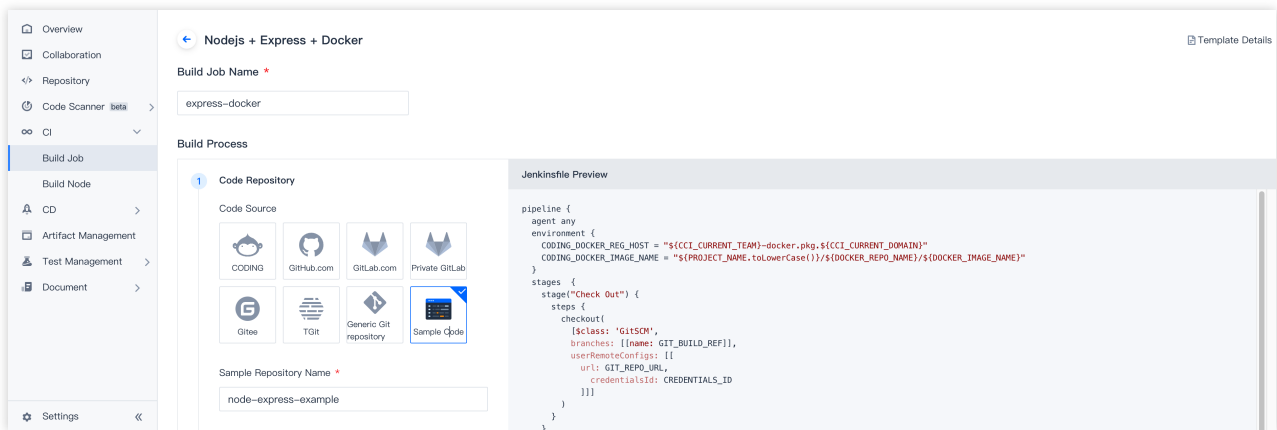 Overview
Collaboration
Repository
Code Scanner beta
CI
Build Job
Build Node
CD
Artifact Management
Test Management
Document
Settings
Nodejs + Express + Docker
Template Details
Build Job Name *
express-docker
Build Process
1 Code Repository
Code Source
CODING
GitHub.com
GitLab.com
Private GitLab
Gitee
TGit
Generic Git
repository
Sample Code
Sample Repository Name *
node-express-example
Jenkinsfile Preview
pipeline {
  agent any
  environment {
    CODING_DOCKER_REG_HOST = "${CCI_CURRENT_TEAM}-docker.pkg.${CCI_CURRENT_DOMAIN}"
    CODING_DOCKER_IMAGE_NAME = "${PROJECT_NAME.toLowerCase()}/${DOCKER_REPO_NAME}/${DOCKER_IMAGE_NAME}"
  }
  stages  {
    stage("Check Out") {
      steps {
        checkout(
          [$class: 'GitSCM',
          branches: [[name: GIT_BUILD_REF]],
          userRemoteConfigs: [[
            url: GIT_REPO_URL,
              credentialsId: CREDENTIALS_ID
            ]]]
        )
      }
    }